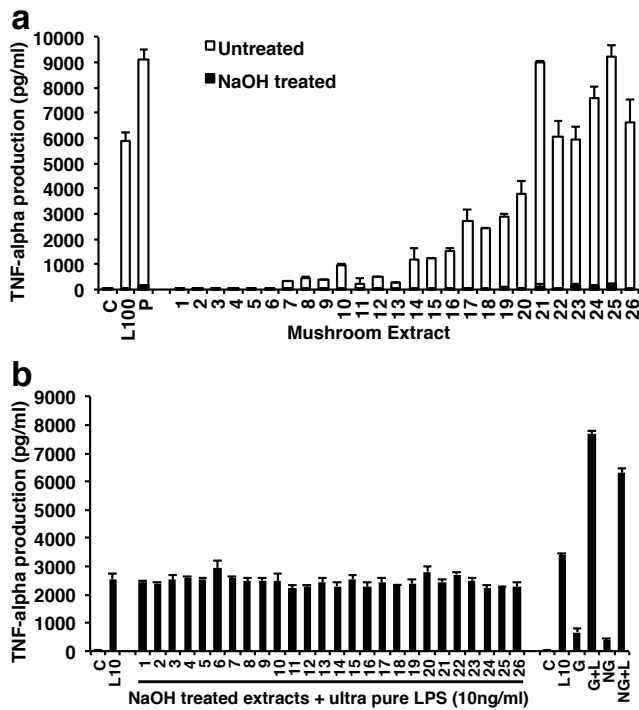 a
TNF-alpha production (pg/ml)
10000
9000
8000
7000
6000
5000
4000
3000
2000
1000
0
Untreated
NaOH treated
C L100 P 1 2 3 4 5 6 7 8 9 10 11 12 13 14 15 16 17 18 19 20 21 22 23 24 25 26
Mushroom Extract
b
TNF-alpha production (pg/ml)
9000
8000
7000
6000
5000
4000
3000
2000
1000
0
C L10 1 2 3 4 5 6 7 8 9 10 11 12 13 14 15 16 17 18 19 20 21 22 23 24 25 26 C L10 G G+L NG NG+L
NaOH treated extracts + ultra pure LPS (10ng/ml)